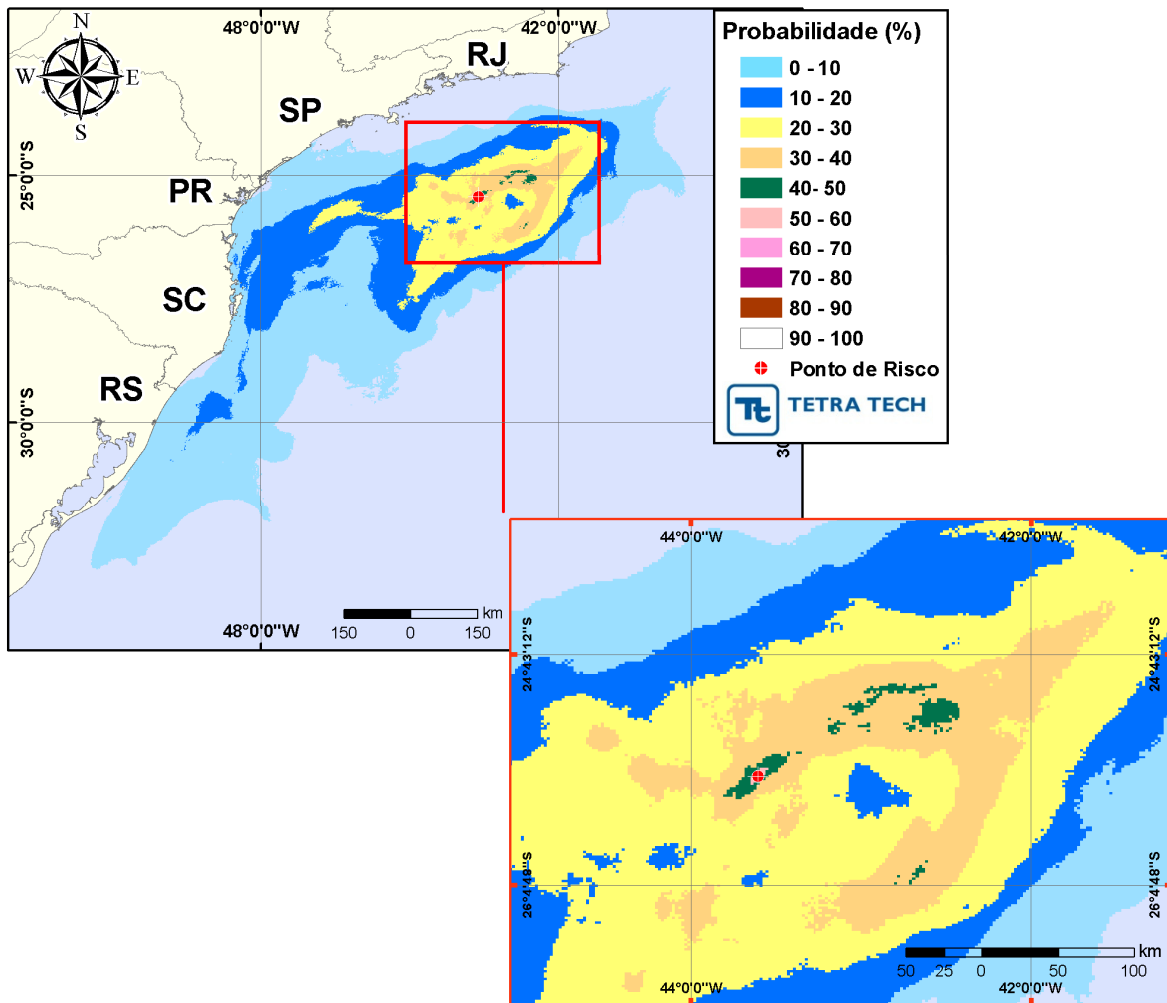 48°0'0"W
42°0'0"W
N
W
E
S
RJ
SP
PR
SC
RS
25°0'0"S
30°0'0"S
30
48°0'0"W
km
150
0
150
Probabilidade (%)
0 - 10
10 - 20
20 - 30
30 - 40
40- 50
50 - 60
60 - 70
70 - 80
80 - 90
90 - 100
Ponto de Risco
Tt TETRA TECH
44°0'0"W
42°0'0"W
24°43'12"S
24°43'12"S
26°4'48"S
26°4'48"S
km
50 25 0 50 100
44°0'0"W
42°0'0"W